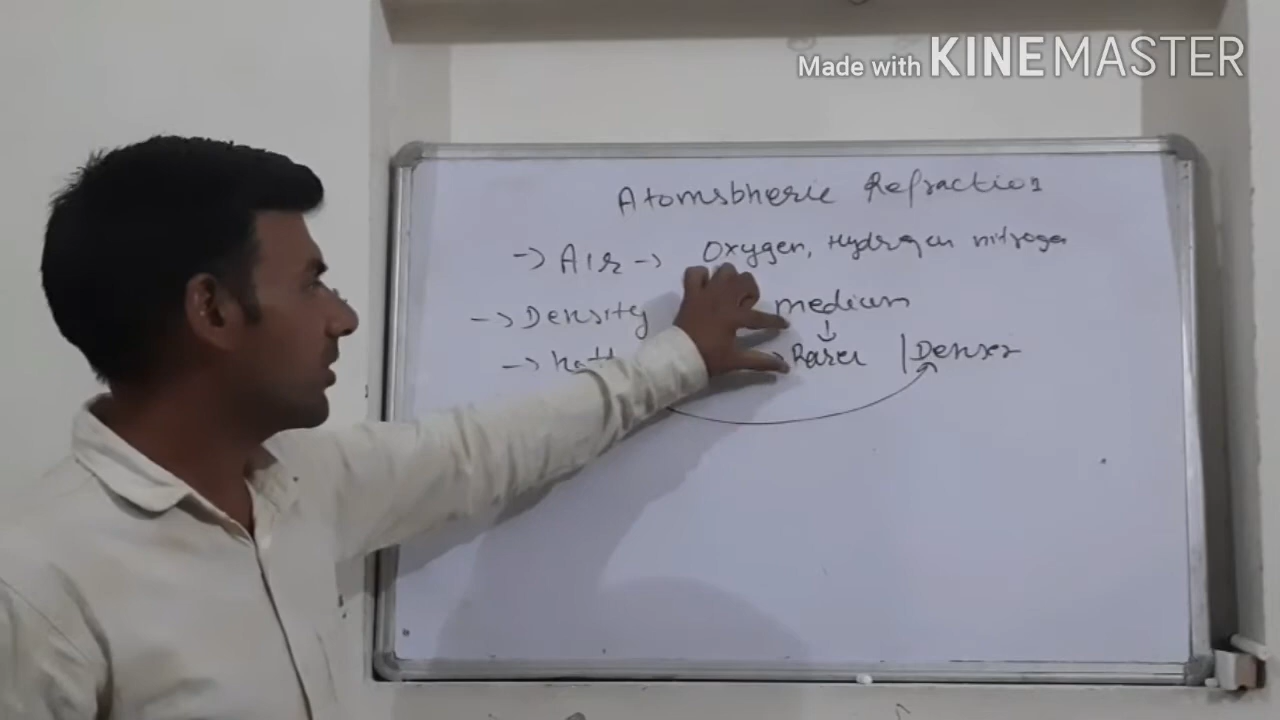 Made with KINEMASTER
Atomsbheric Refraction
-> Air -> Oxygen, Hydrogen nitrogen
-> Density medium
↓
-> Rarer | Denser